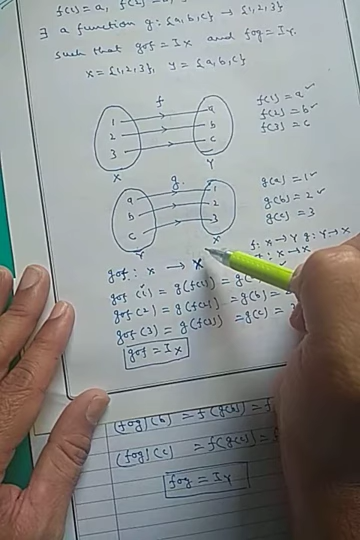 f(1) = a,
∃ a function g: {a,b,c} → {1,2,3}
such that gof = Ix and fog = Iy.
X = {1,2,3}, Y = {a,b,c}
f
1
2
3
a
b
c
X
Y
f(1) = a ✓
f(2) = b ✓
f(3) = c
g.
a
b
c
1
2
3
Y
X
g(a) = 1 ✓
g(b) = 2 ✓
g(c) = 3
f: X → Y g: Y → X
: X → X
gof : X → X
gof (1) = g(f(1)) =
gof (2) = g(f(2)) = g(b) = 2
gof (3) = g(f(3)) = g(c) =
gof = Ix
(fog)(b) = f(g(b)) = f
(fog)(c) = f(g(c)) =
fog = Iy